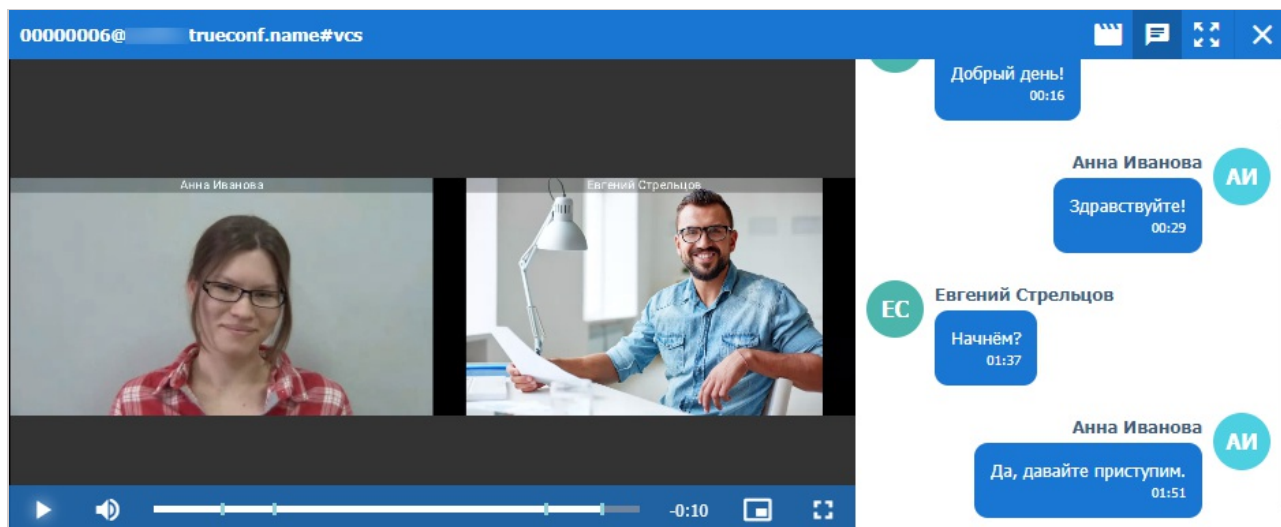 00000006@ trueconf.name#vcs
Анна Иванова
Евгений Стрельцов
-0:10
Добрый день!
00:16
Анна Иванова
АИ
Здравствуйте!
00:29
Евгений Стрельцов
ЕС
Начнём?
01:37
Анна Иванова
АИ
Да, давайте приступим.
01:51